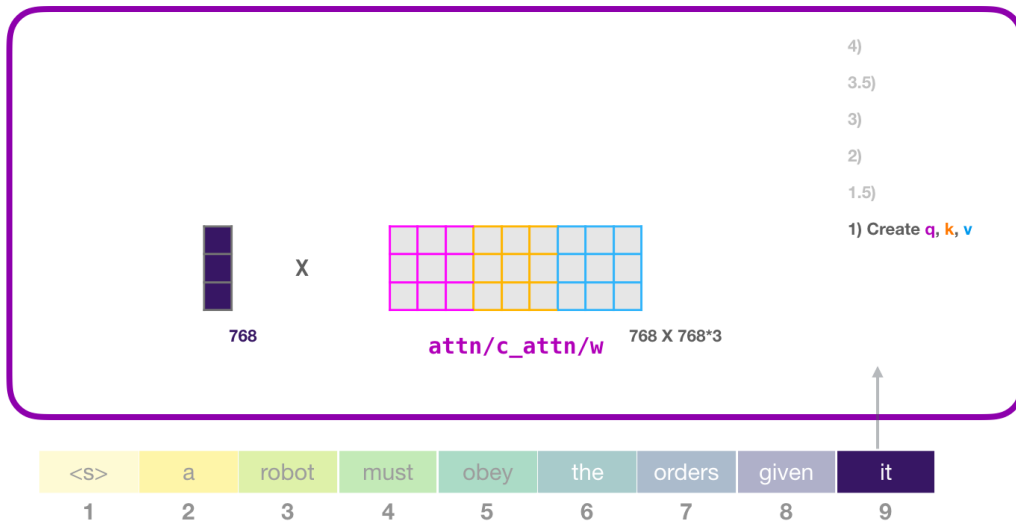 4)
3.5)
3)
2)
1.5)
1) Create q, k, v
X
768
attn/c_attn/w
768 X 768*3
<s> a robot must obey the orders given it
1 2 3 4 5 6 7 8 9